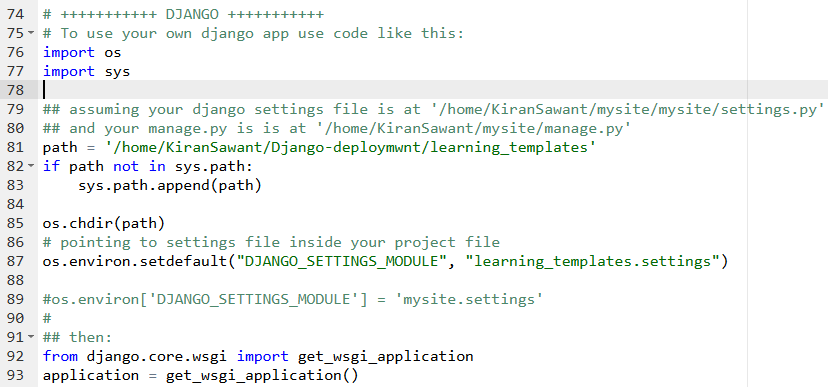 74 # +++++++++++ DJANGO +++++++++++
75 # To use your own django app use code like this:
76 import os
77 import sys
78
79 ## assuming your django settings file is at '/home/KiranSawant/mysite/mysite/settings.py'
80 ## and your manage.py is is at '/home/KiranSawant/mysite/manage.py'
81 path = '/home/KiranSawant/Django-deploymwnt/learning_templates'
82 if path not in sys.path:
83     sys.path.append(path)
84
85 os.chdir(path)
86 # pointing to settings file inside your project file
87 os.environ.setdefault("DJANGO_SETTINGS_MODULE", "learning_templates.settings")
88
89 #os.environ['DJANGO_SETTINGS_MODULE'] = 'mysite.settings'
90 #
91 ## then:
92 from django.core.wsgi import get_wsgi_application
93 application = get_wsgi_application()